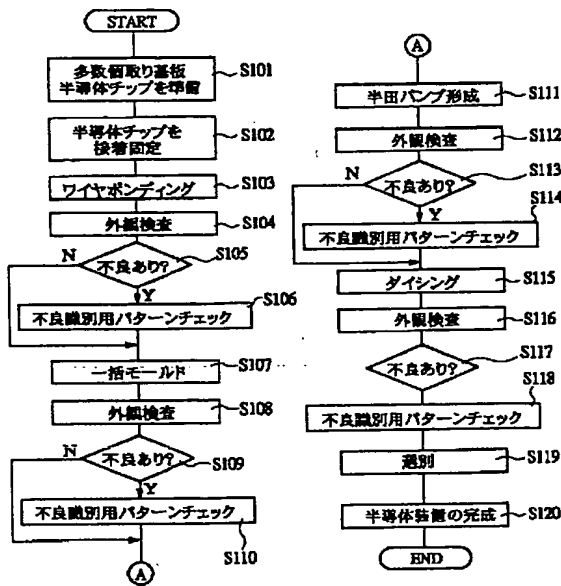 START
多数個取り基板
半導体チップを準備
S101
半導体チップを
接着固定
S102
ワイヤボンディング
S103
外観検査
S104
不良あり?
S105
N
Y
不良識別用パターンチェック
S106
一括モールド
S107
外観検査
S108
不良あり?
S109
N
Y
不良識別用パターンチェック
S110
A
A
半田バンプ形成
S111
外観検査
S112
不良あり?
S113
N
Y
不良識別用パターンチェック
S114
ダイシング
S115
外観検査
S116
不良あり?
S117
不良識別用パターンチェック
S118
選別
S119
半導体装置の完成
S120
END